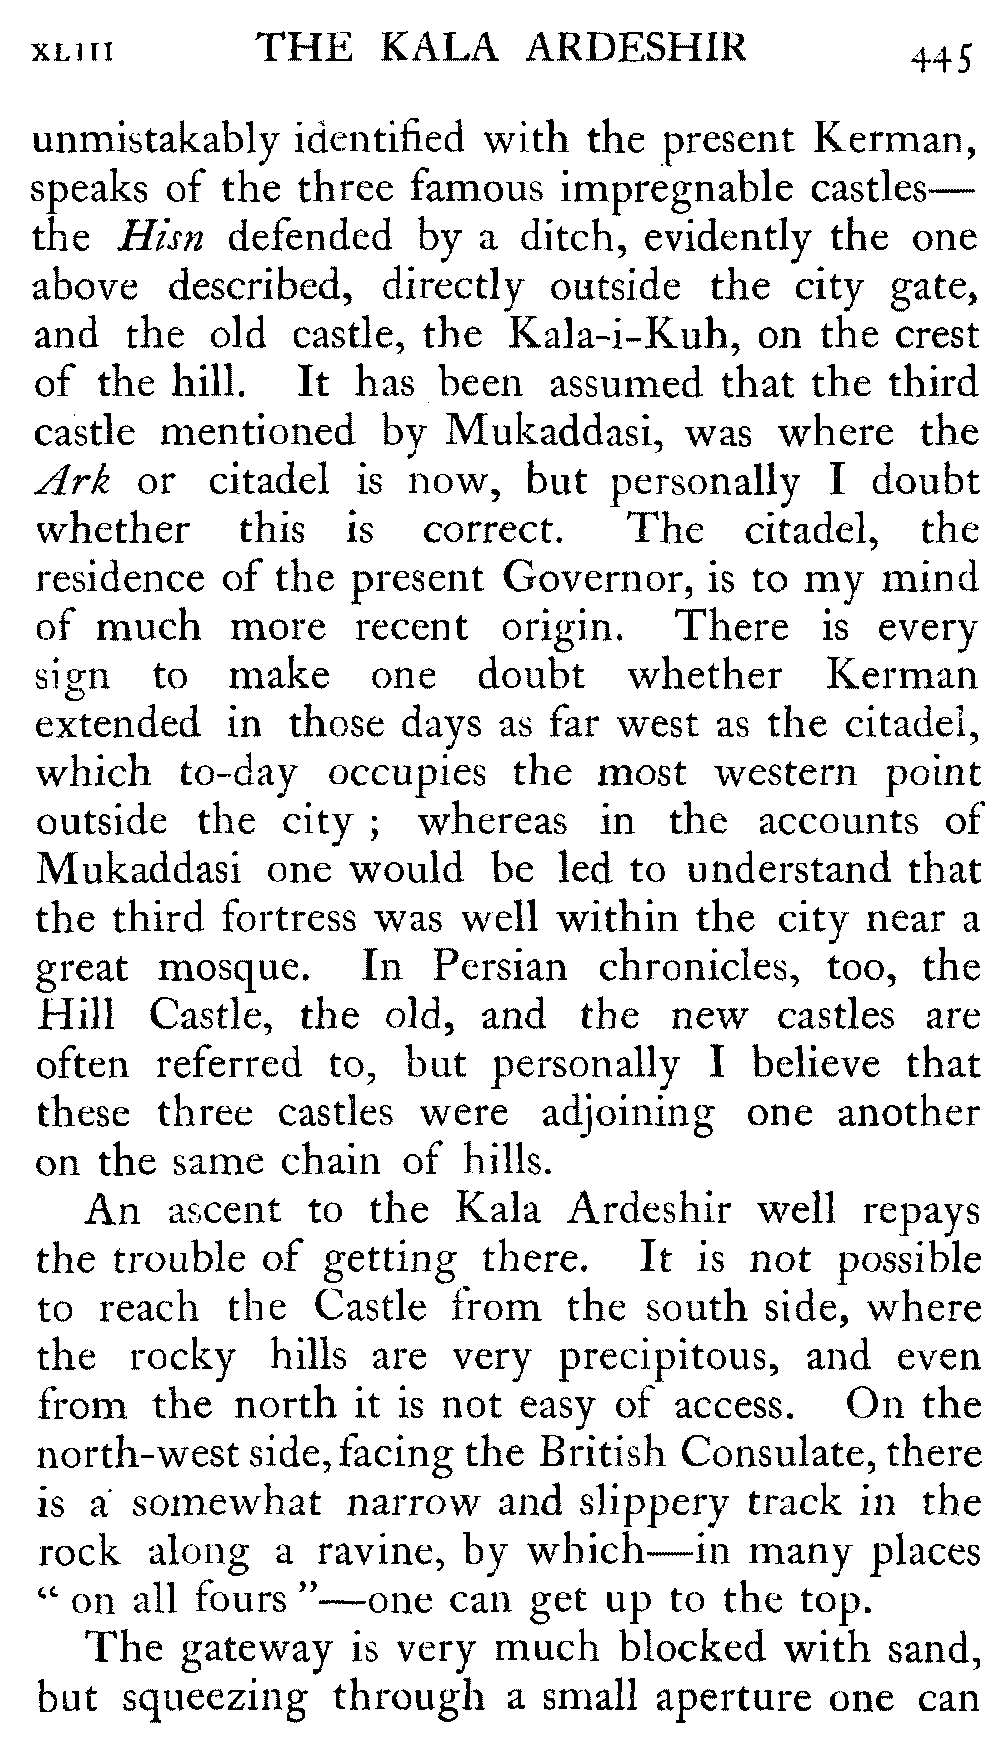 XLIII THE KALA ARDESHIR 445
unmistakably identified with the present Kerman,
speaks of the three famous impregnable castles—
the Hisn defended by a ditch, evidently the one
above described, directly outside the city gate,
and the old castle, the Kala-i-Kuh, on the crest
of the hill. It has been assumed that the third
castle mentioned by Mukaddasi, was where the
Ark or citadel is now, but personally I doubt
whether this is correct. The citadel, the
residence of the present Governor, is to my mind
of much more recent origin. There is every
sign to make one doubt whether Kerman
extended in those days as far west as the citadel,
which to-day occupies the most western point
outside the city ; whereas in the accounts of
Mukaddasi one would be led to understand that
the third fortress was well within the city near a
great mosque. In Persian chronicles, too, the
Hill Castle, the old, and the new castles are
often referred to, but personally I believe that
these three castles were adjoining one another
on the same chain of hills.
An ascent to the Kala Ardeshir well repays
the trouble of getting there. It is not possible
to reach the Castle from the south side, where
the rocky hills are very precipitous, and even
from the north it is not easy of access. On the
north-west side, facing the British Consulate, there
is a somewhat narrow and slippery track in the
rock along a ravine, by which—in many places
“ on all fours ”—one can get up to the top.
The gateway is very much blocked with sand,
but squeezing through a small aperture one can